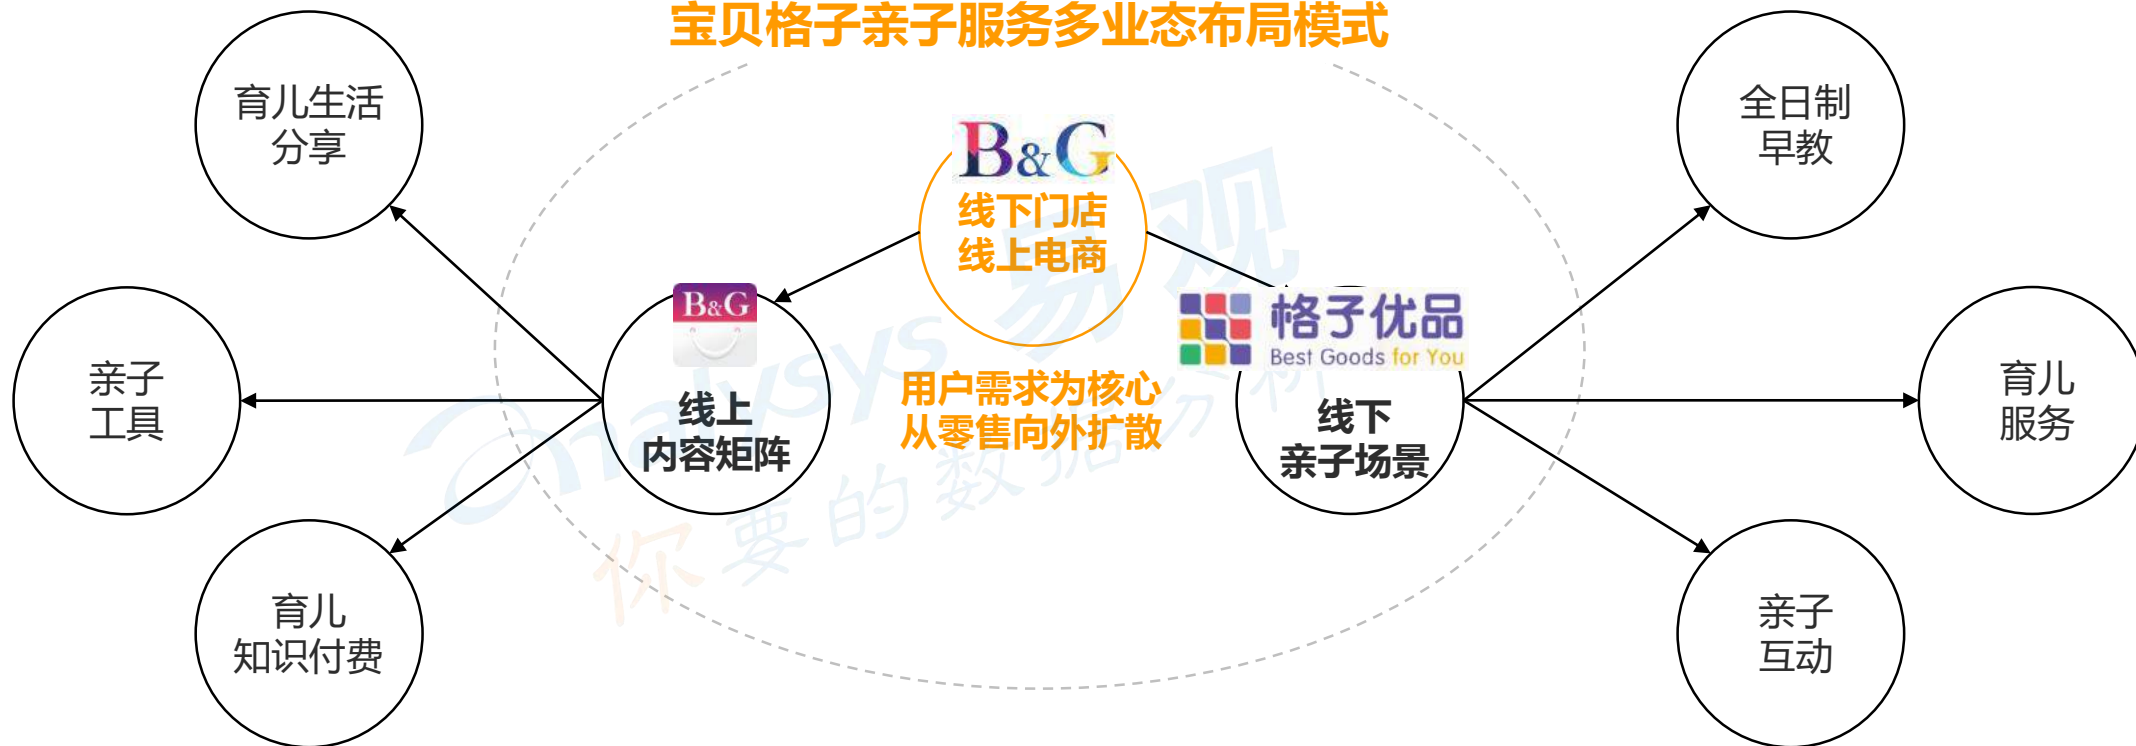 宝贝格子亲子服务多业态布局模式
育儿生活
分享
亲子
工具
育儿
知识付费
B&G
线上
内容矩阵
B&G
线下门店
线上电商
用户需求为核心
从零售向外扩散
格子优品
Best Goods for You
线下
亲子场景
全日制
早教
育儿
服务
亲子
互动
analysys 易观
你要的数据分析